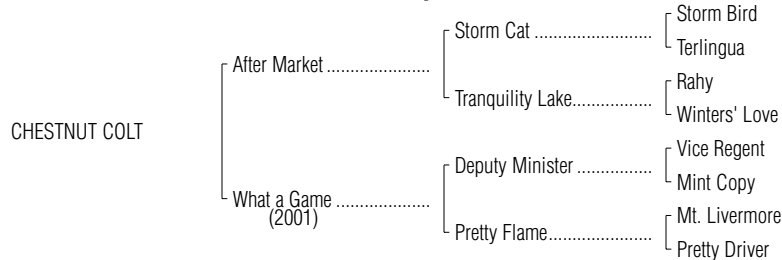 Storm Bird
Storm Cat ........................
Terlingua
After Market ......................
Rahy
Tranquility Lake................
Winters' Love
CHESTNUT COLT
Vice Regent
Deputy Minister ................
Mint Copy
What a Game ....................
(2001)
Mt. Livermore
Pretty Flame......................
Pretty Driver